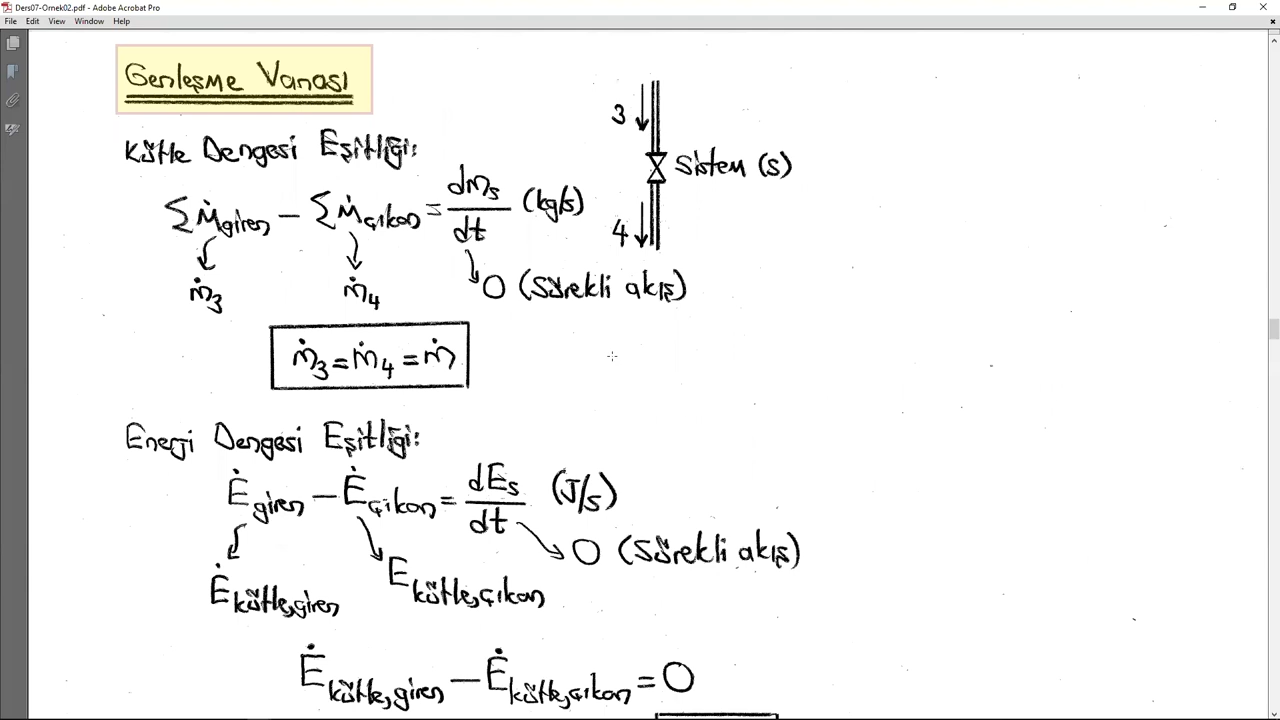 Ders07-Ornek02.pdf - Adobe Acrobat Pro
File Edit View Window Help
Genleşme Vanası
3
Sistem (S)
4
Kütle Dengesi Eşitliği:
Σṁgiren − Σṁçıkan = dms/dt (kg/s)
ṁ3 ṁ4 0 (Sürekli akış)
ṁ3 = ṁ4 = ṁ
Enerji Dengesi Eşitliği:
Ėgiren − Ėçıkan = dEs/dt (J/s)
0 (Sürekli akış)
Ėkütle,giren Ekütle,çıkan
Ėkütle,giren − Ėkütle,çıkan = 0